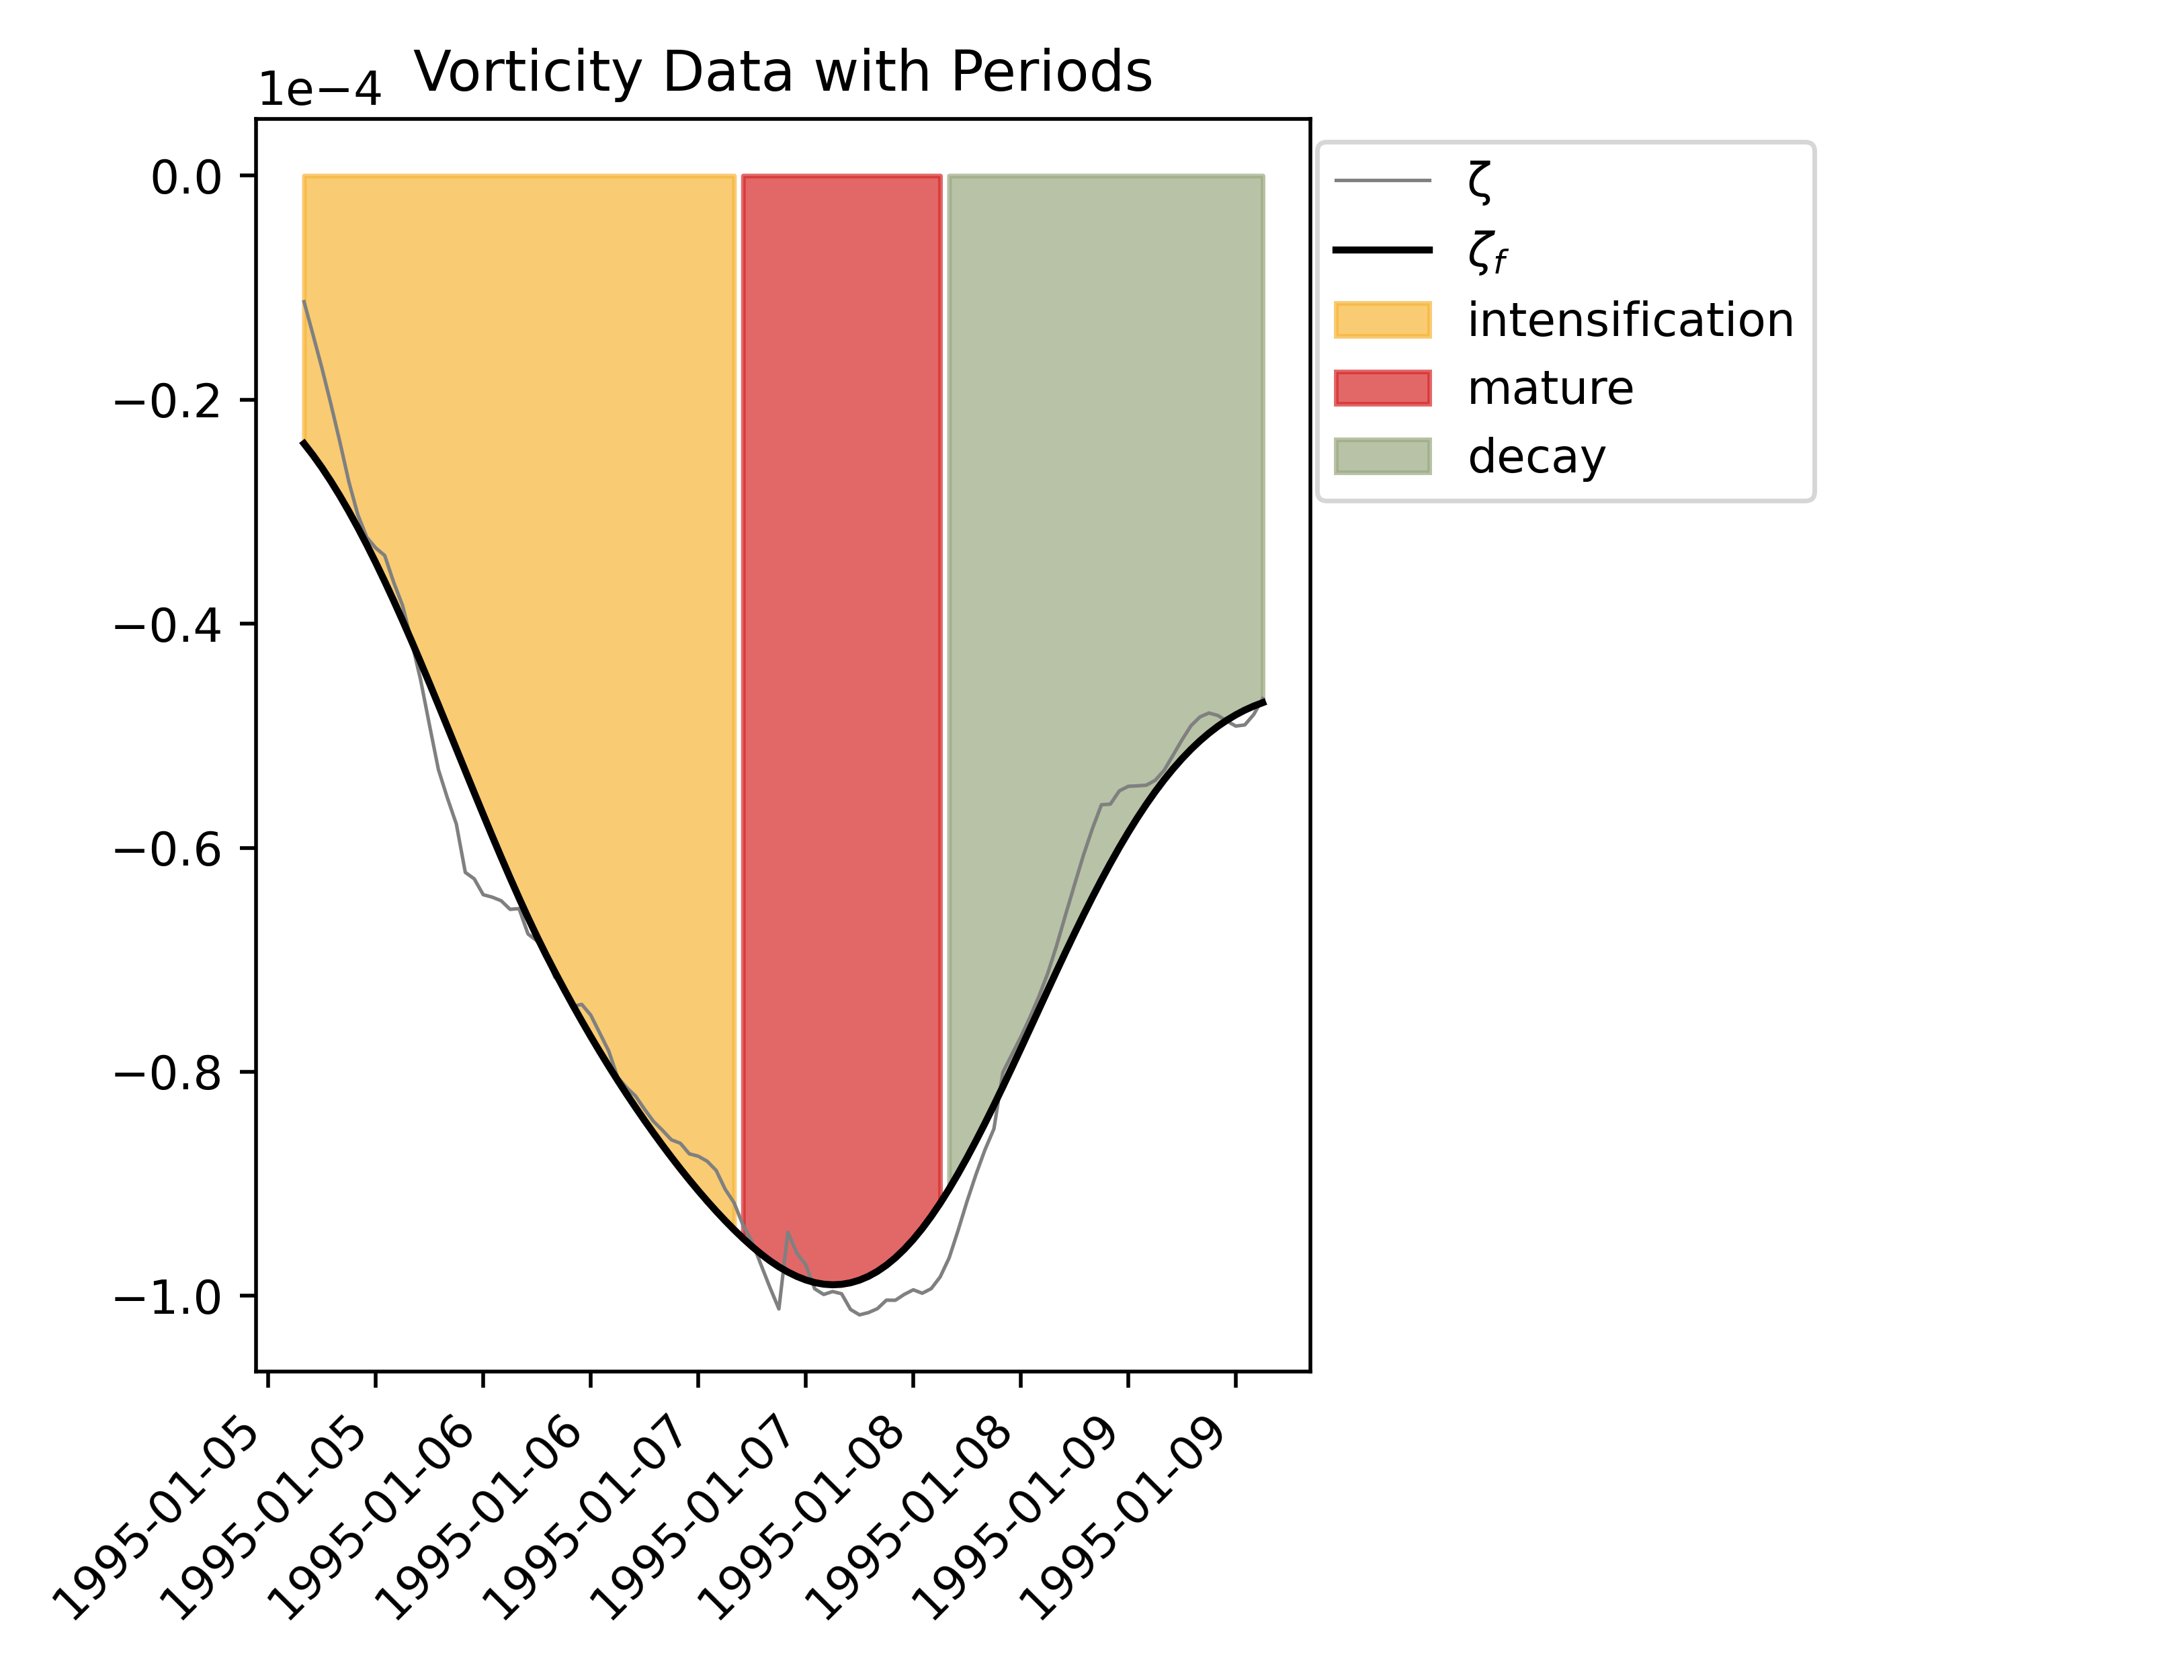 Vorticity Data with Periods
1e−4
0.0
−0.2
−0.4
−0.6
−0.8
−1.0
1995-01-05
1995-01-05
1995-01-06
1995-01-06
1995-01-07
1995-01-07
1995-01-08
1995-01-08
1995-01-09
1995-01-09
ζ
ζf
intensification
mature
decay